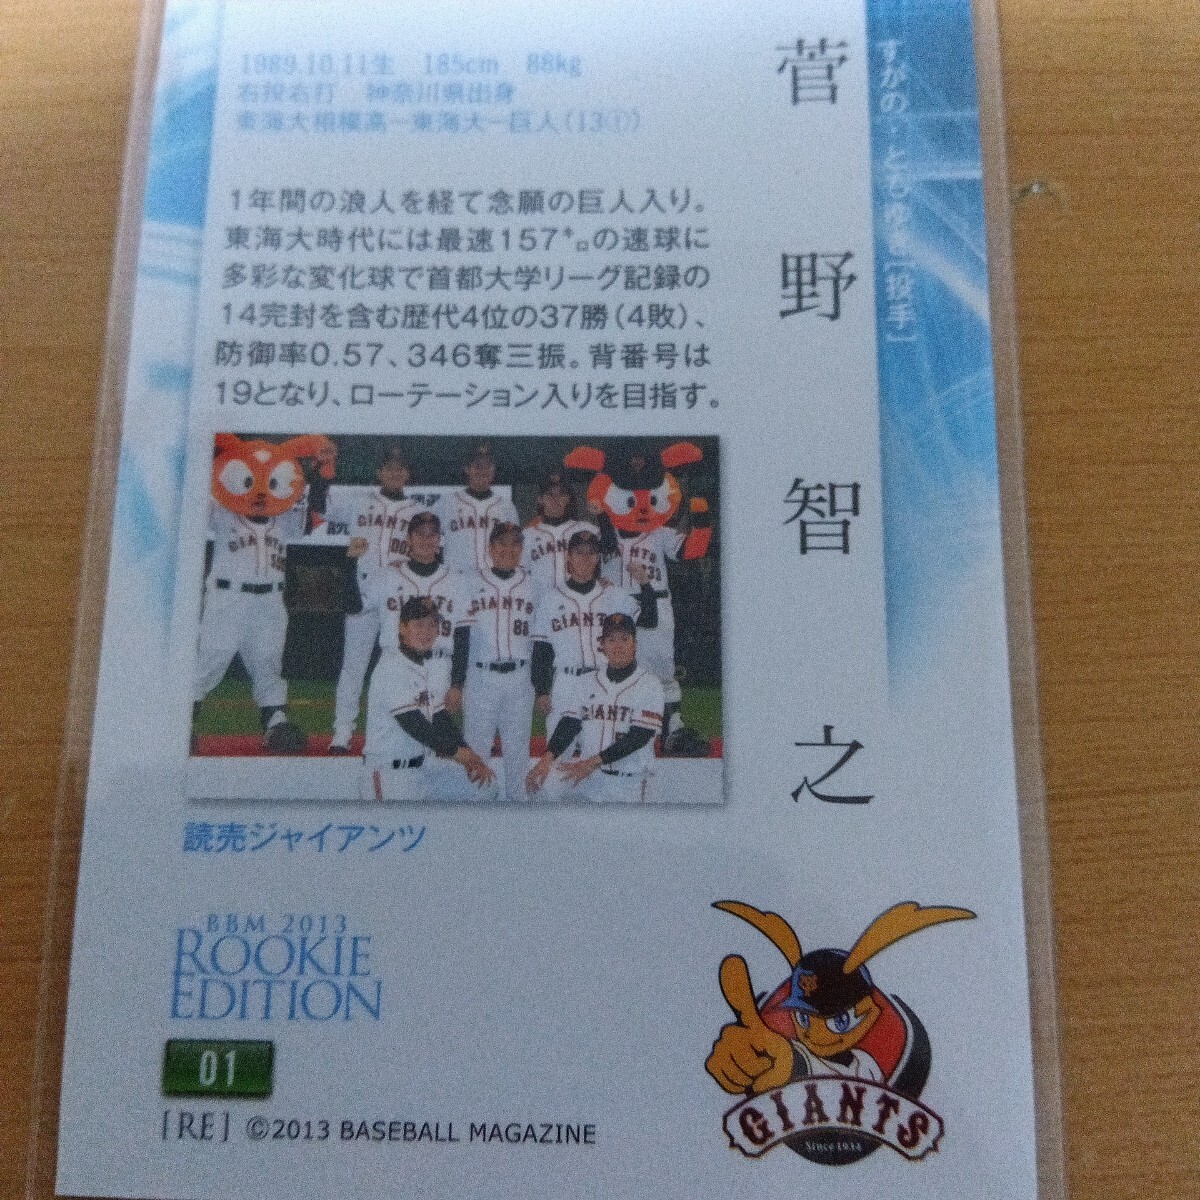 菅野智之
すがの・ともゆき[投手]
1989.10.11生 185cm 88kg
右投右打 神奈川県出身
東海大相模高ー東海大ー巨人(13①)
1年間の浪人を経て念願の巨人入り。
東海大時代には最速157㌔の速球に
多彩な変化球で首都大学リーグ記録の
14完封を含む歴代4位の37勝(4敗)、
防御率0.57、346奪三振。背番号は
19となり、ローテーション入りを目指す。
読売ジャイアンツ
BBM 2013
ROOKIE
EDITION
01
[RE] ©2013 BASEBALL MAGAZINE
GIANTS
Since 1934